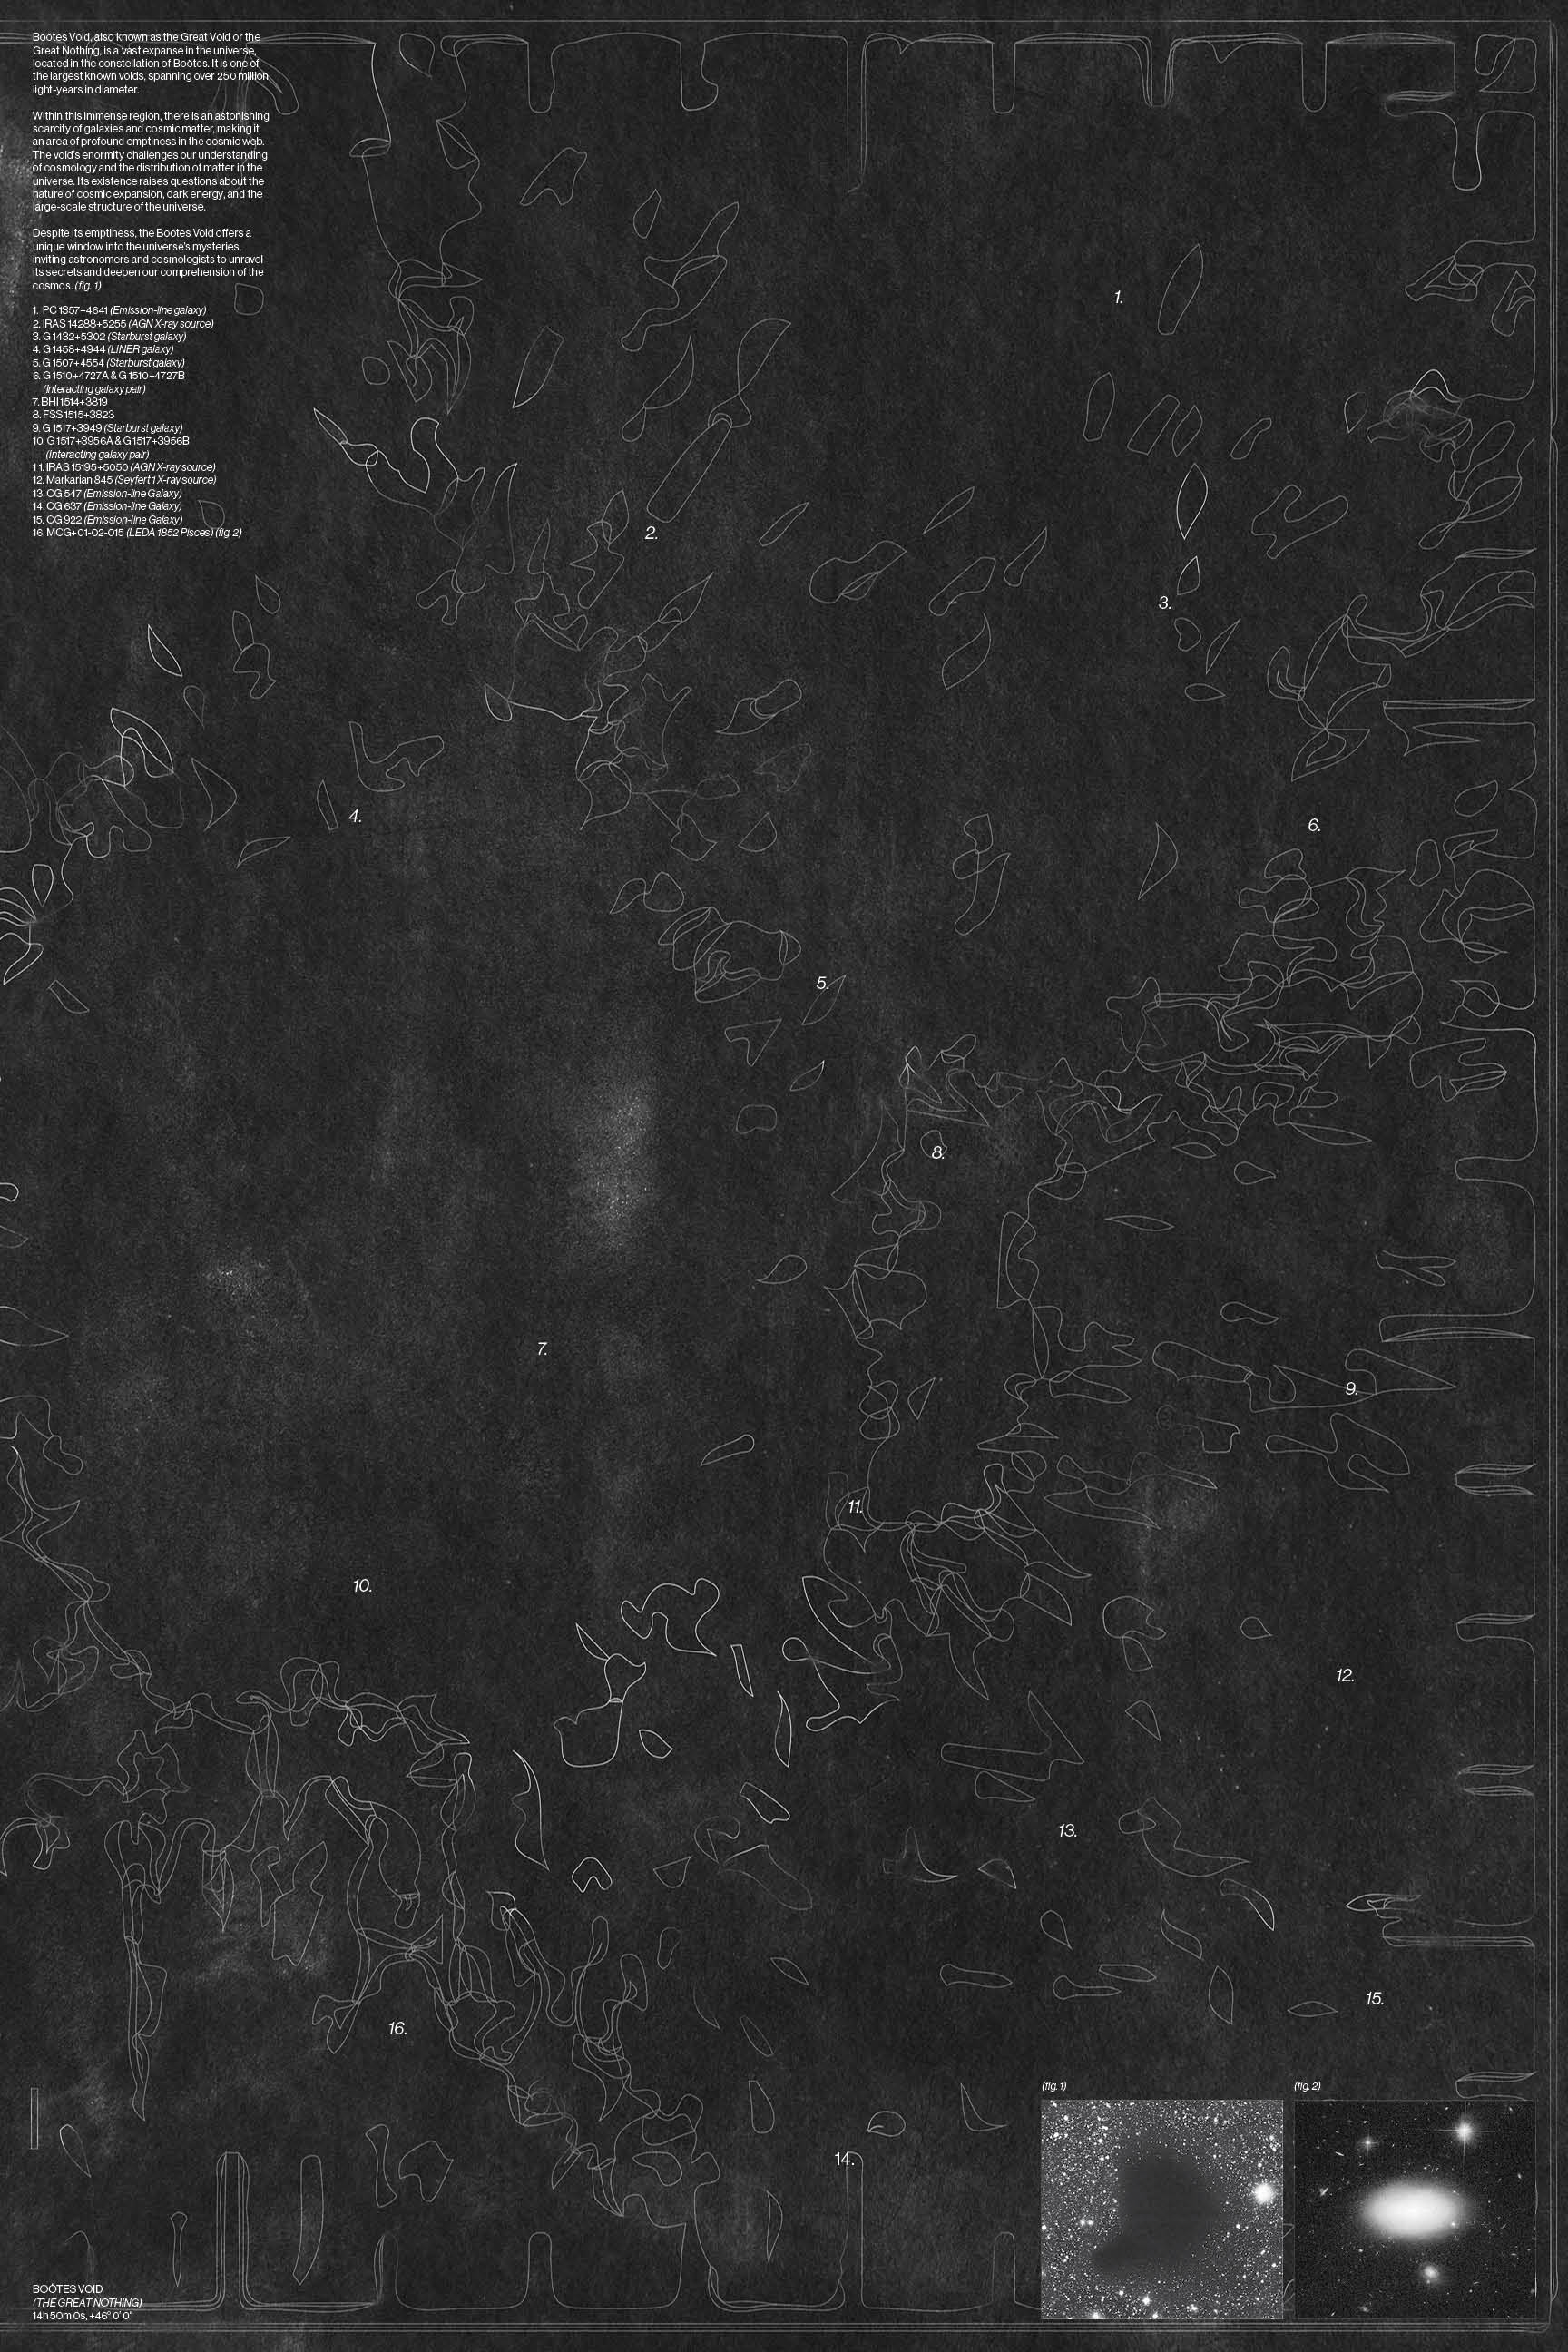 Boötes Void, also known as the Great Void or the
Great Nothing, is a vast expanse in the universe,
located in the constellation of Boötes. It is one of
the largest known voids, spanning over 250 million
light-years in diameter.
Within this immense region, there is an astonishing
scarcity of galaxies and cosmic matter, making it
an area of profound emptiness in the cosmic web.
The void's enormity challenges our understanding
of cosmology and the distribution of matter in the
universe. Its existence raises questions about the
nature of cosmic expansion, dark energy, and the
large-scale structure of the universe.
Despite its emptiness, the Boötes Void offers a
unique window into the universe's mysteries,
inviting astronomers and cosmologists to unravel
its secrets and deepen our comprehension of the
cosmos. (fig. 1)
1. PC 1357+4641 (Emission-line galaxy)
2. IRAS 14288+5255 (AGN X-ray source)
3. G 1432+5302 (Starburst galaxy)
4. G 1458+4944 (LINER galaxy)
5. G 1507+4554 (Starburst galaxy)
6. G 1510+4727A & G 1510+4727B
(Interacting galaxy pair)
7. BHI 1514+3819
8. FSS 1515+3823
9. G 1517+3949 (Starburst galaxy)
10. G 1517+3956A & G 1517+3956B
(Interacting galaxy pair)
11. IRAS 15195+5050 (AGN X-ray source)
12. Markarian 845 (Seyfert 1 X-ray source)
13. CG 547 (Emission-line Galaxy)
14. CG 637 (Emission-line Galaxy)
15. CG 922 (Emission-line Galaxy)
16. MCG+01-02-015 (LEDA 1852 Pisces) (fig. 2)
1.
2.
3.
4.
6.
5.
8.
7.
9.
11.
10.
12.
13.
15.
16.
(fig. 1)
(fig. 2)
14.
BOÖTES VOID
(THE GREAT NOTHING)
14h 50m 0s, +46° 0' 0"